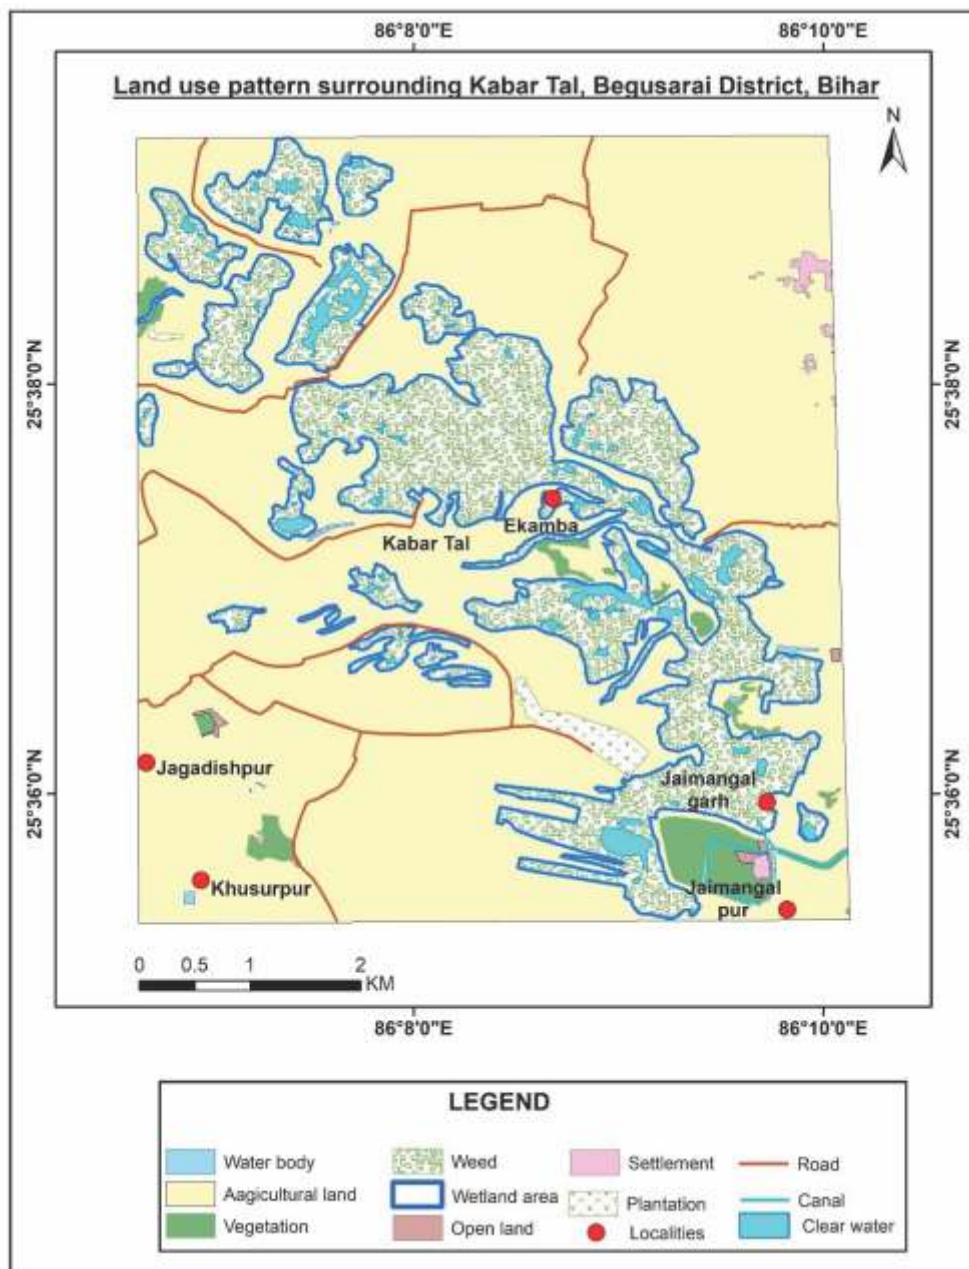 86°8'0"E
86°10'0"E
Land use pattern surrounding Kabar Tal, Begusarai District, Bihar
N
25°38'0"N
25°38'0"N
Ekamba
Kabar Tal
Jagadishpur
Jaimangal
garh
25°36'0"N
25°36'0"N
Khusurpur
Jaimangal
pur
0 0.5 1 2
KM
86°8'0"E
86°10'0"E
LEGEND
Water body
Weed
Settlement
Road
Aagicultural land
Wetland area
Plantation
Canal
Vegetation
Open land
Localities
Clear water